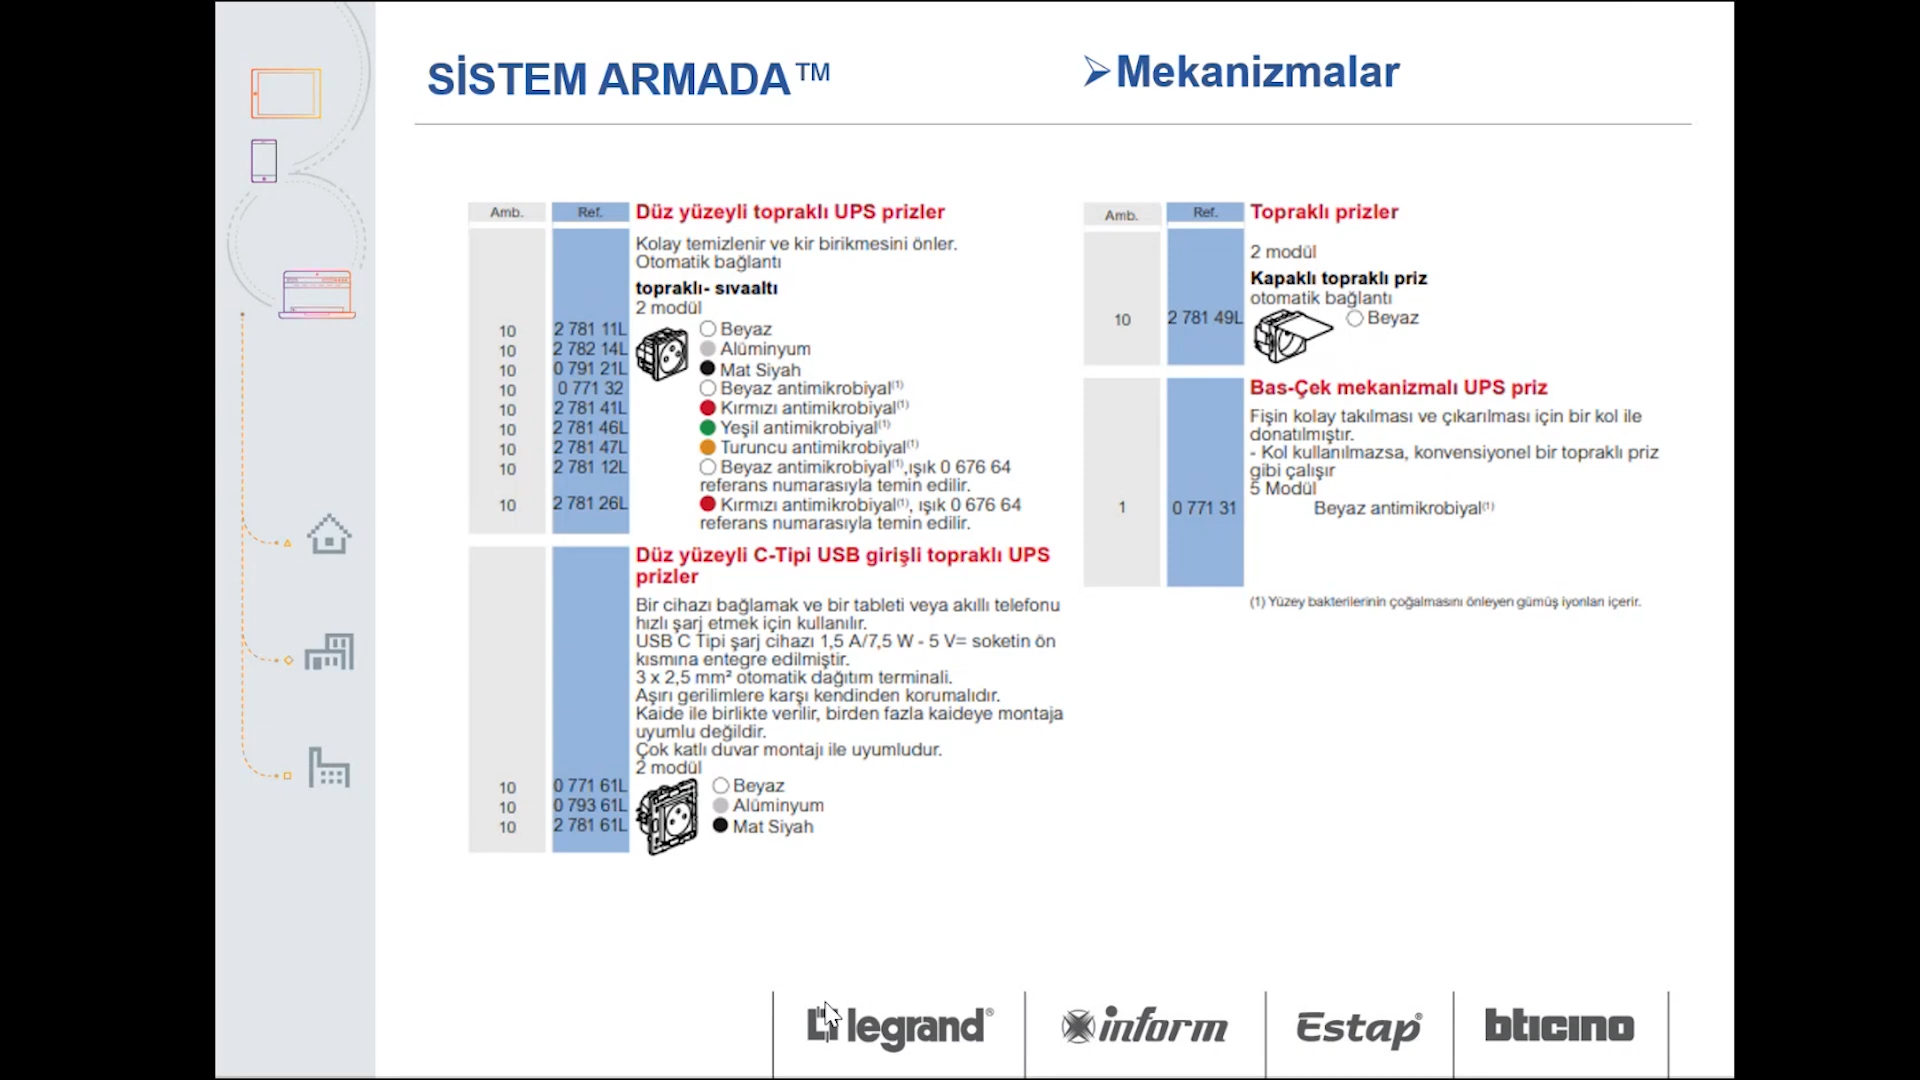 SİSTEM ARMADA™
➢Mekanizmalar
Amb. Ref. Düz yüzeyli topraklı UPS prizler
Kolay temizlenir ve kir birikmesini önler.
Otomatik bağlantı
topraklı- sıvaaltı
2 modül
10 2 781 11L Beyaz
10 2 782 14L Alüminyum
10 0 791 21L Mat Siyah
10 0 771 32 Beyaz antimikrobiyal(1)
10 2 781 41L Kırmızı antimikrobiyal(1)
10 2 781 46L Yeşil antimikrobiyal(1)
10 2 781 47L Turuncu antimikrobiyal(1)
10 2 781 12L Beyaz antimikrobiyal(1),ışık 0 676 64
referans numarasıyla temin edilir.
10 2 781 26L Kırmızı antimikrobiyal(1), ışık 0 676 64
referans numarasıyla temin edilir.
Düz yüzeyli C-Tipi USB girişli topraklı UPS
prizler
Bir cihazı bağlamak ve bir tableti veya akıllı telefonu
hızlı şarj etmek için kullanılır.
USB C Tipi şarj cihazı 1,5 A/7,5 W - 5 V= soketin ön
kısmına entegre edilmiştir.
3 x 2,5 mm² otomatik dağıtım terminali.
Aşırı gerilimlere karşı kendinden korumalıdır.
Kaide ile birlikte verilir, birden fazla kaideye montaja
uyumlu değildir.
Çok katlı duvar montajı ile uyumludur.
2 modül
10 0 771 61L Beyaz
10 0 793 61L Alüminyum
10 2 781 61L Mat Siyah
Amb. Ref. Topraklı prizler
2 modül
Kapaklı topraklı priz
otomatik bağlantı
10 2 781 49L Beyaz
Bas-Çek mekanizmalı UPS priz
Fişin kolay takılması ve çıkarılması için bir kol ile
donatılmıştır.
- Kol kullanılmazsa, konvensiyonel bir topraklı priz
gibi çalışır
5 Modül
1 0 771 31 Beyaz antimikrobiyal(1)
(1) Yüzey bakterilerinin çoğalmasını önleyen gümüş iyonları içerir.
legrand® inform Estap® bticino